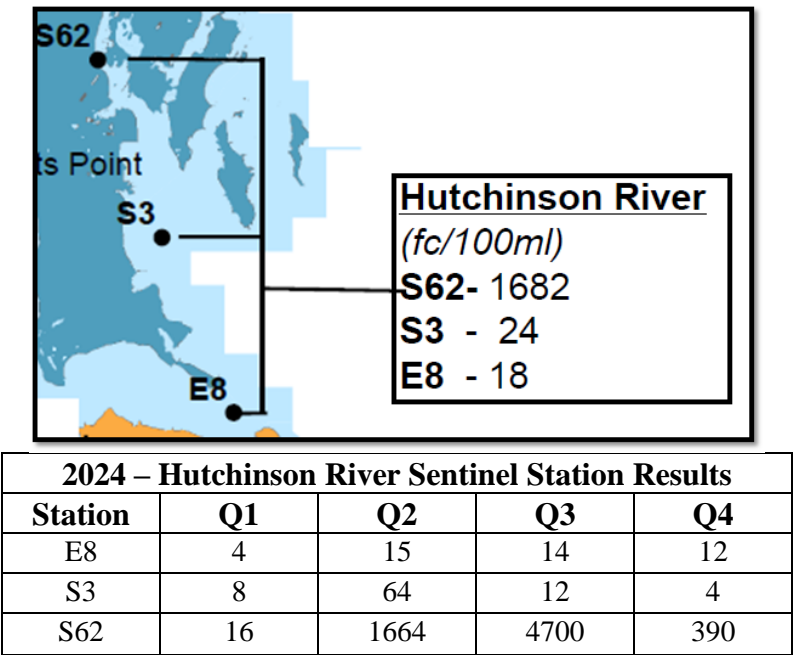 S62
ts Point
S3
E8
Hutchinson River
(fc/100ml)
S62- 1682
S3 - 24
E8 - 18
2024 – Hutchinson River Sentinel Station Results
Station Q1 Q2 Q3 Q4
E8 4 15 14 12
S3 8 64 12 4
S62 16 1664 4700 390